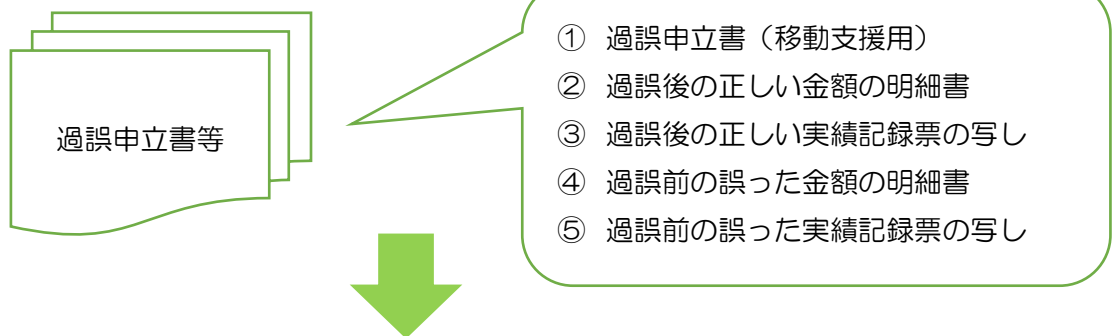 過誤申立書等
① 過誤申立書（移動支援用）
② 過誤後の正しい金額の明細書
③ 過誤後の正しい実績記録票の写し
④ 過誤前の誤った金額の明細書
⑤ 過誤前の誤った実績記録票の写し